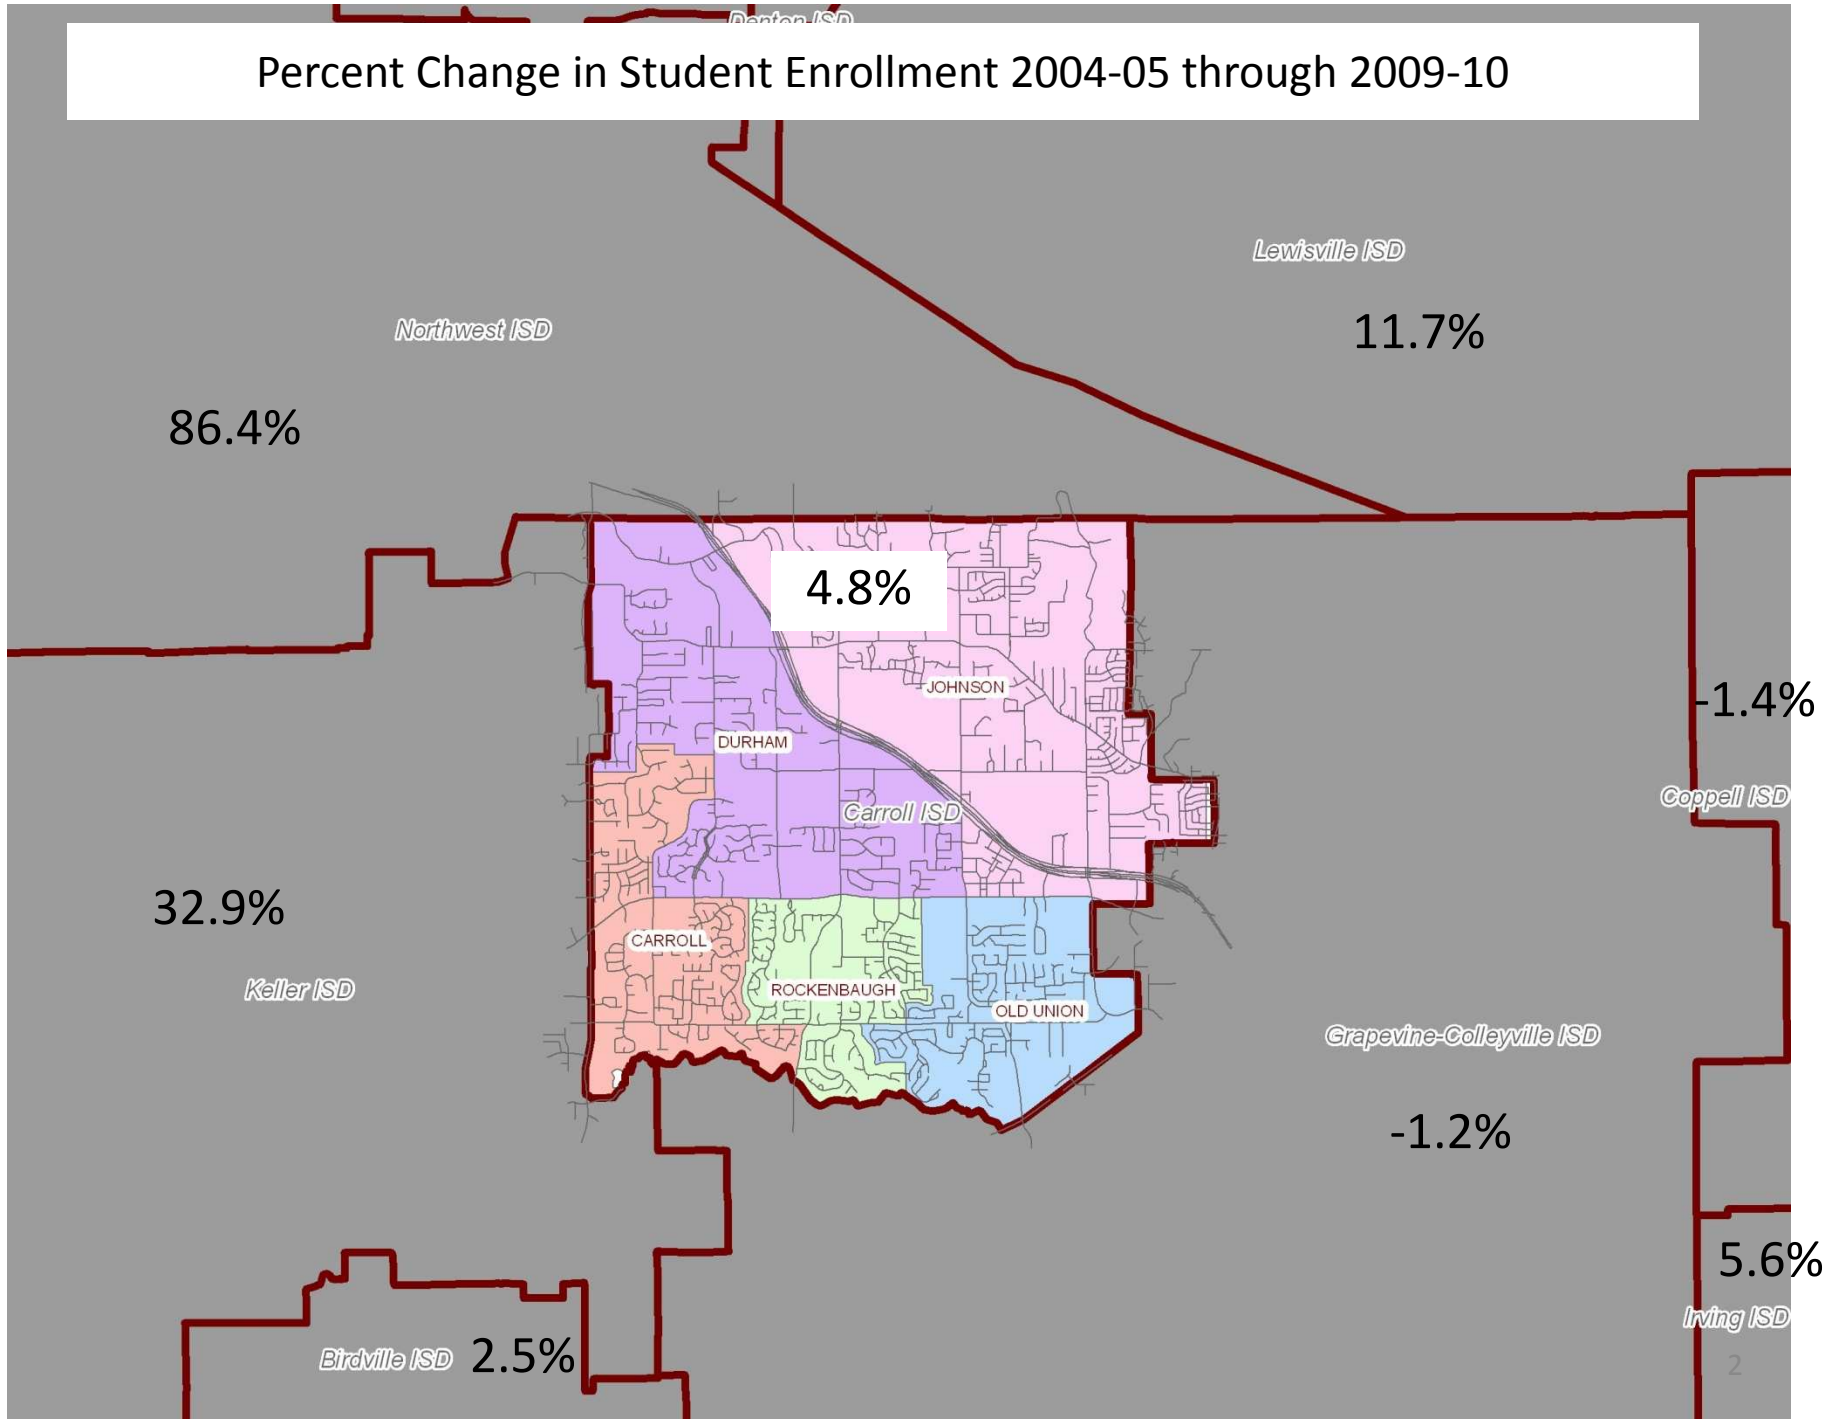 Denton ISD
Percent Change in Student Enrollment 2004-05 through 2009-10
Lewisville ISD
11.7%
Northwest ISD
86.4%
4.8%
JOHNSON
-1.4%
DURHAM
Coppell ISD
Carroll ISD
32.9%
CARROLL
Keller ISD
ROCKENBAUGH
OLD UNION
Grapevine-Colleyville ISD
-1.2%
5.6%
Irving ISD
Birdville ISD 2.5%
2